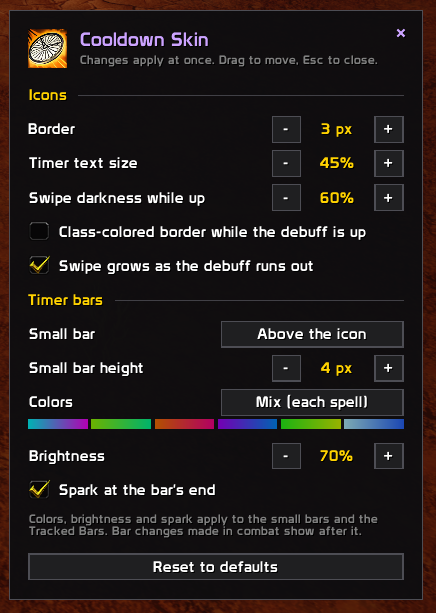 Cooldown Skin
×
Changes apply at once. Drag to move, Esc to close.
Icons
Border - 3 px +
Timer text size - 45% +
Swipe darkness while up - 60% +
Class-colored border while the debuff is up
Swipe grows as the debuff runs out
Timer bars
Small bar Above the icon
Small bar height - 4 px +
Colors Mix (each spell)
Brightness - 70% +
Spark at the bar's end
Colors, brightness and spark apply to the small bars and the
Tracked Bars. Bar changes made in combat show after it.
Reset to defaults